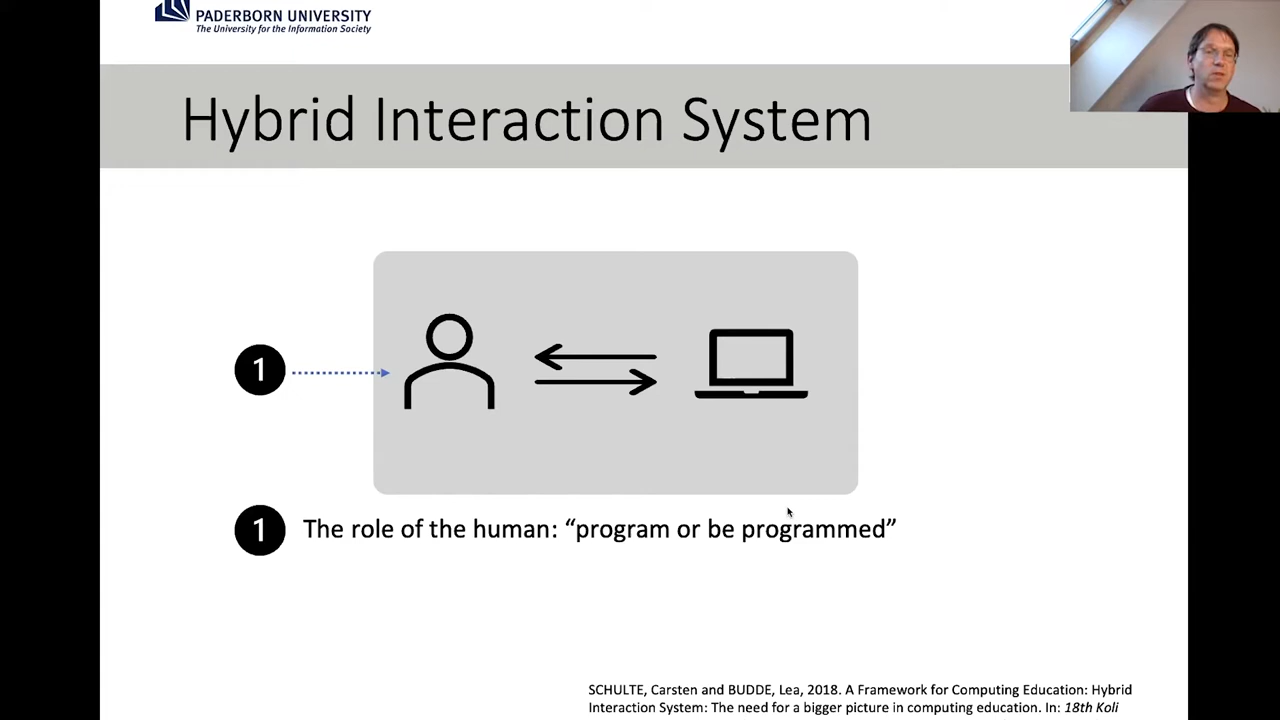 PADERBORN UNIVERSITY
The University for the Information Society
Hybrid Interaction System
1
1 The role of the human: “program or be programmed”
SCHULTE, Carsten and BUDDE, Lea, 2018. A Framework for Computing Education: Hybrid
Interaction System: The need for a bigger picture in computing education. In: 18th Koli